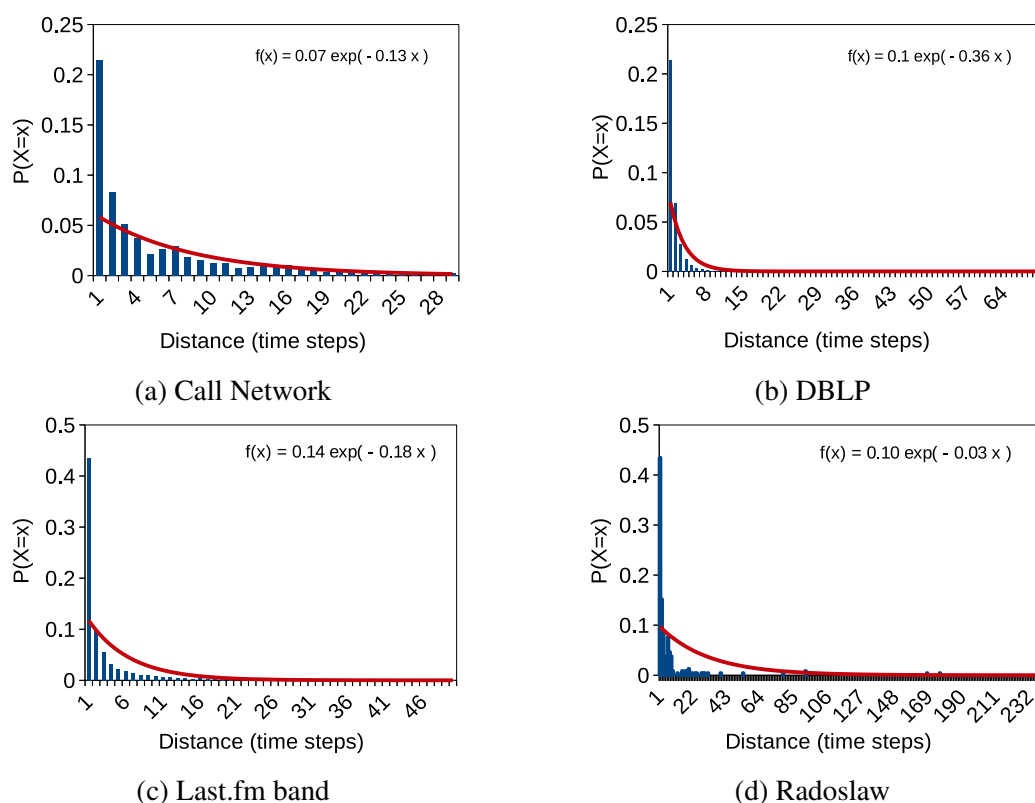 0.25
0.2
0.15
0.1
0.05
0
P(X=x)
f(x) = 0.07 exp( - 0.13 x )
1 4 7 10 13 16 19 22 25 28
Distance (time steps)
(a) Call Network
0.25
0.2
0.15
0.1
0.05
0
P(X=x)
f(x) = 0.1 exp( - 0.36 x )
1 8 15 22 29 36 43 50 57 64
Distance (time steps)
(b) DBLP
0.5
0.4
0.3
0.2
0.1
0
P(X=x)
f(x) = 0.14 exp( - 0.18 x )
1 6 11 16 21 26 31 36 41 46
Distance (time steps)
(c) Last.fm band
0.5
0.4
0.3
0.2
0.1
0
P(X=x)
f(x) = 0.10 exp( - 0.03 x )
1 22 43 64 85 106 127 148 169 190 211 232
Distance (time steps)
(d) Radoslaw